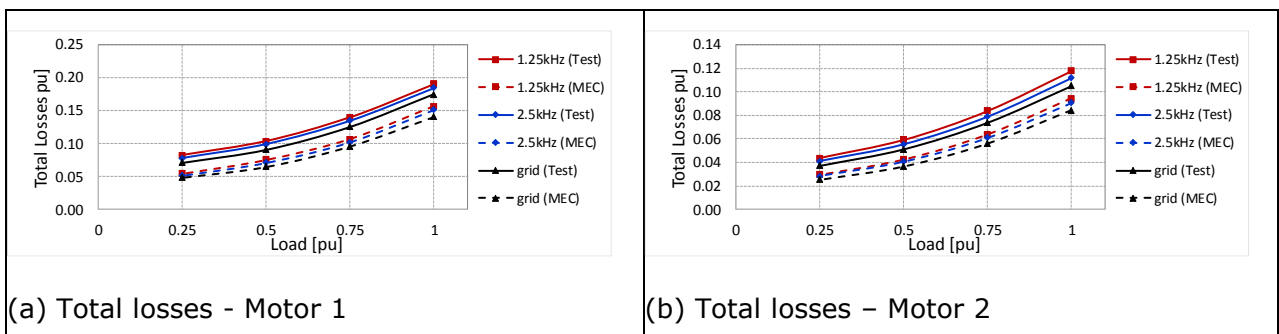 Total Losses pu]
0.25
0.20
0.15
0.10
0.05
0.00
0
0.25
0.5
0.75
1
Load [pu]
1.25kHz (Test)
1.25kHz (MEC)
2.5kHz (Test)
2.5kHz (MEC)
grid (Test)
grid (MEC)
(a) Total losses - Motor 1
Total Losses pu]
0.14
0.12
0.10
0.08
0.06
0.04
0.02
0.00
0
0.25
0.5
0.75
1
Load [pu]
1.25kHz (Test)
1.25kHz (MEC)
2.5kHz (Test)
2.5kHz (MEC)
grid (Test)
grid (MEC)
(b) Total losses – Motor 2